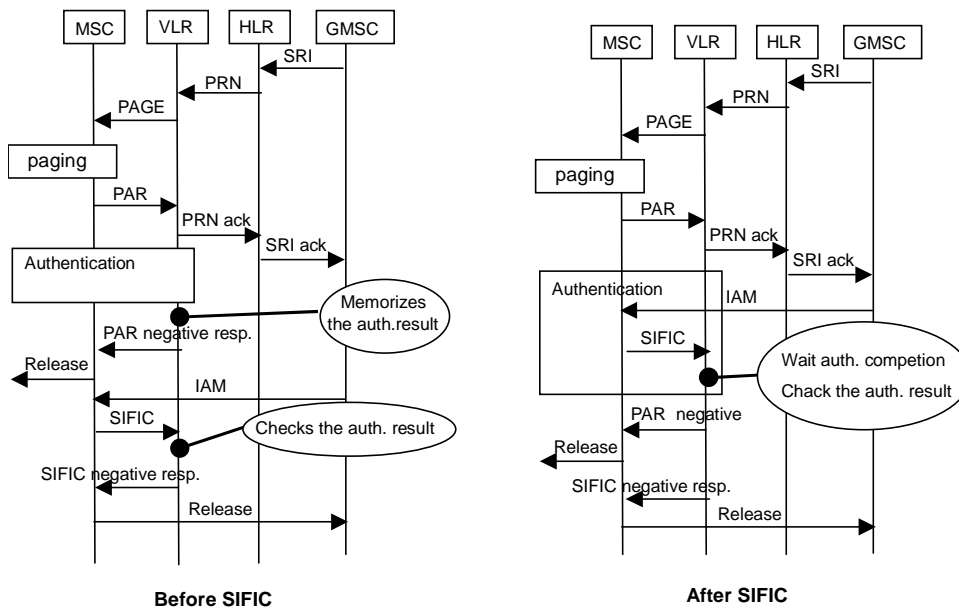 MSC
VLR
HLR
GMSC
SRI
PRN
PAGE
paging
PAR
PRN ack
SRI ack
Authentication
Memorizes
the auth.result
PAR negative resp.
Release
IAM
SIFIC
Checks the auth. result
SIFIC negative resp.
Release
Before SIFIC
MSC
VLR
HLR
GMSC
SRI
PRN
PAGE
paging
PAR
PRN ack
SRI ack
Authentication
IAM
SIFIC
Wait auth. competion
Chack the auth. result
PAR negative
Release
SIFIC negative resp.
Release
After SIFIC